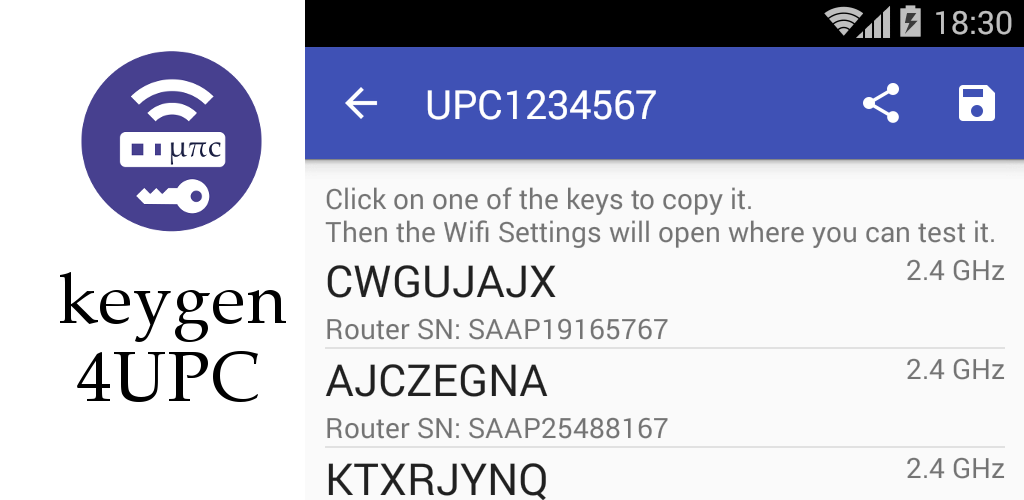 μπc
keygen
4UPC
18:30
UPC1234567
Click on one of the keys to copy it.
Then the Wifi Settings will open where you can test it.
CWGUJAJX
2.4 GHz
Router SN: SAAP19165767
AJCZEGNA
2.4 GHz
Router SN: SAAP25488167
KTXRJYNQ
2.4 GHz